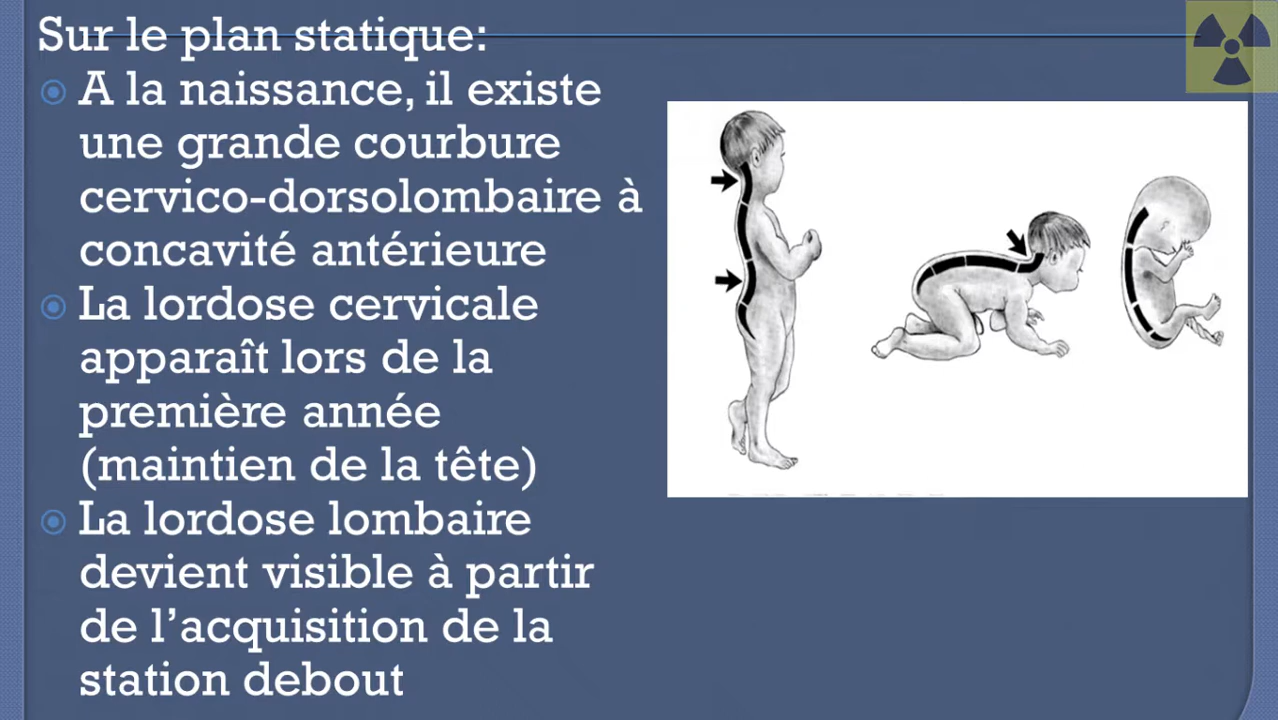 Sur le plan statique:
A la naissance, il existe
une grande courbure
cervico-dorsolombaire à
concavité antérieure
La lordose cervicale
apparaît lors de la
première année
(maintien de la tête)
La lordose lombaire
devient visible à partir
de l’acquisition de la
station debout